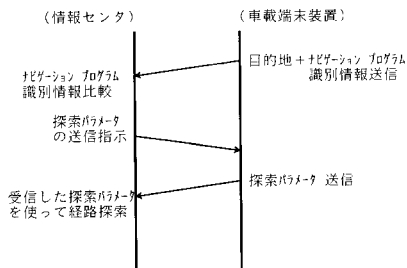 (情報センタ)
(車載端末装置)
目的地+ナビゲーション プログラム
識別情報送信
ナビゲーション プログラム
識別情報比較
探索パラメータ
の送信指示
探索パラメータ 送信
受信した探索パラメータ
を使って経路探索